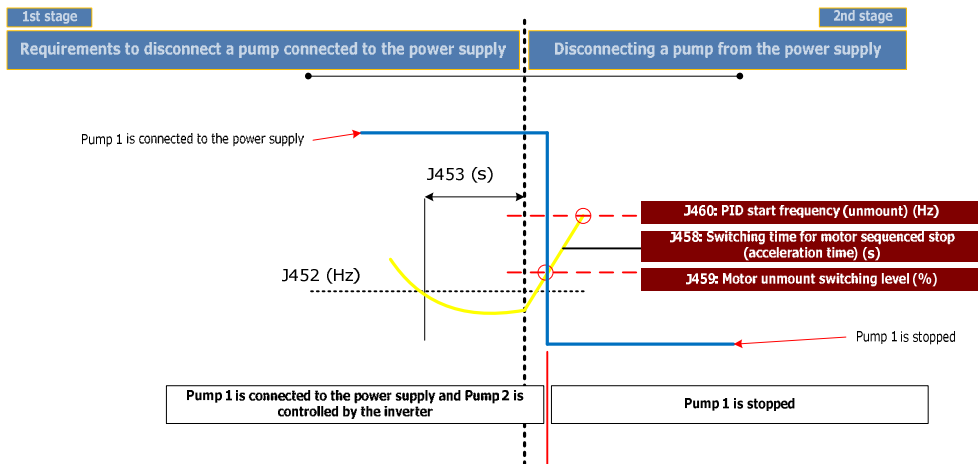 1st stage
2nd stage
Requirements to disconnect a pump connected to the power supply
Disconnecting a pump from the power supply
Pump 1 is connected to the power supply
J453 (s)
J460: PID start frequency (unmount) (Hz)
J458: Switching time for motor sequenced stop
(acceleration time) (s)
J452 (Hz)
J459: Motor unmount switching level (%)
Pump 1 is stopped
Pump 1 is connected to the power supply and Pump 2 is
controlled by the inverter
Pump 1 is stopped